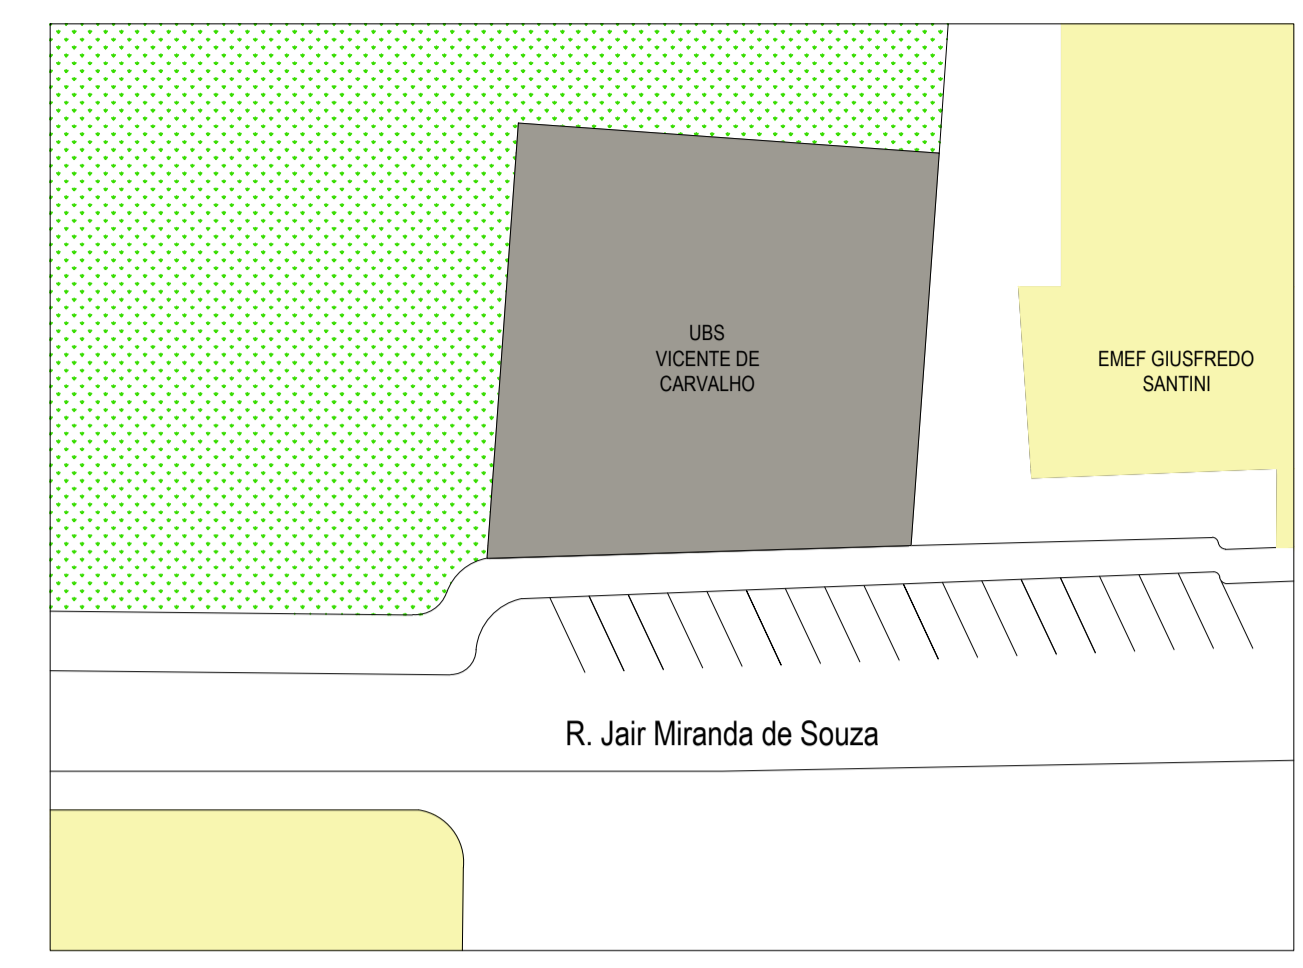 UBS
VICENTE DE
CARVALHO
EMEF GIUSFREDO
SANTINI
R. Jair Miranda de Souza